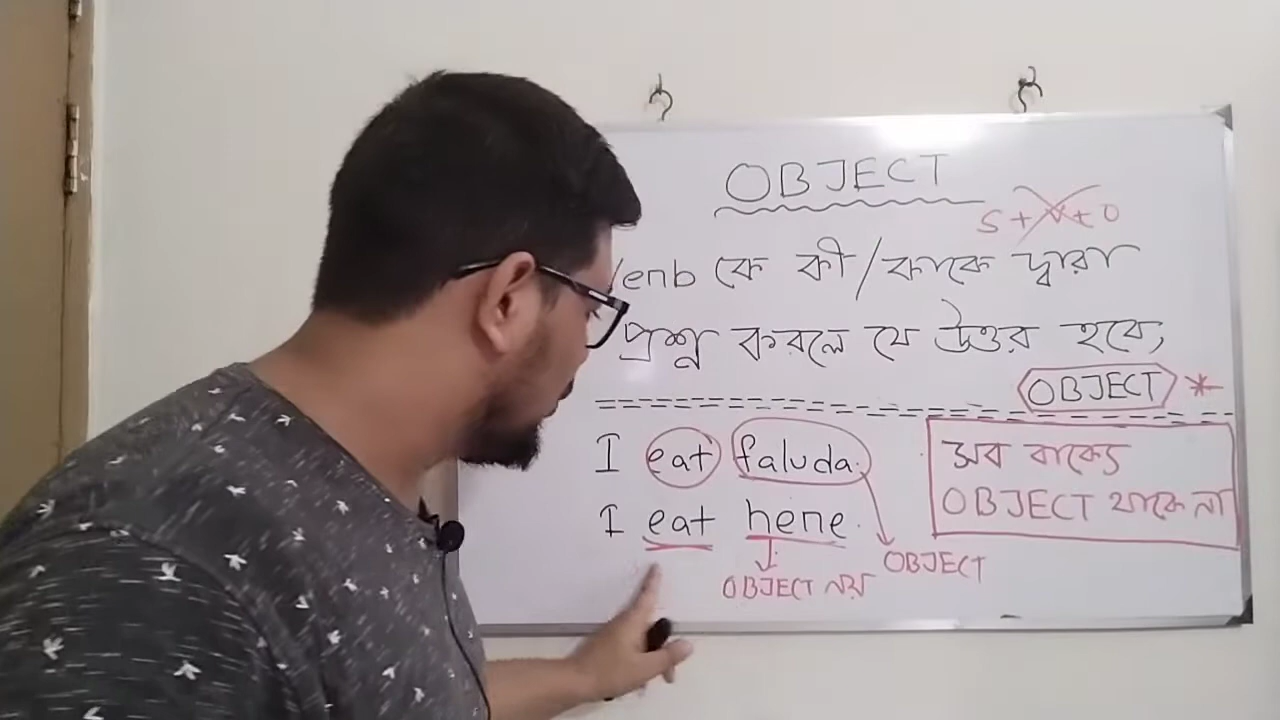 OBJECT
S + V + O
Verb কে কী / কাকে দ্বারা
প্রশ্ন করলে যে উত্তর হবে,
OBJECT *
I eat faluda.
I eat here.
OBJECT নয়
OBJECT
সব বাক্যে
OBJECT থাকে না